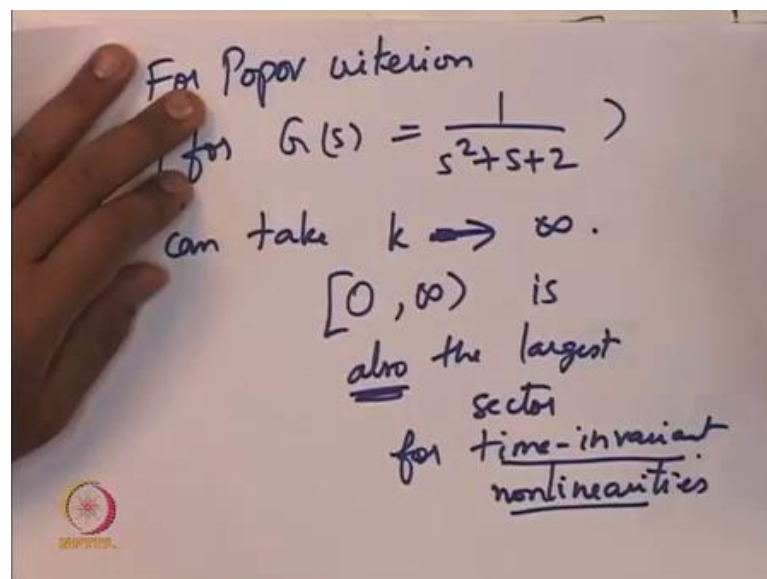 For Popov criterion
(for G(s) = 1/(s²+s+2) )
can take k → ∞.
[0, ∞) is
also the largest
sector
for time-invariant
nonlinearities
NPTEL